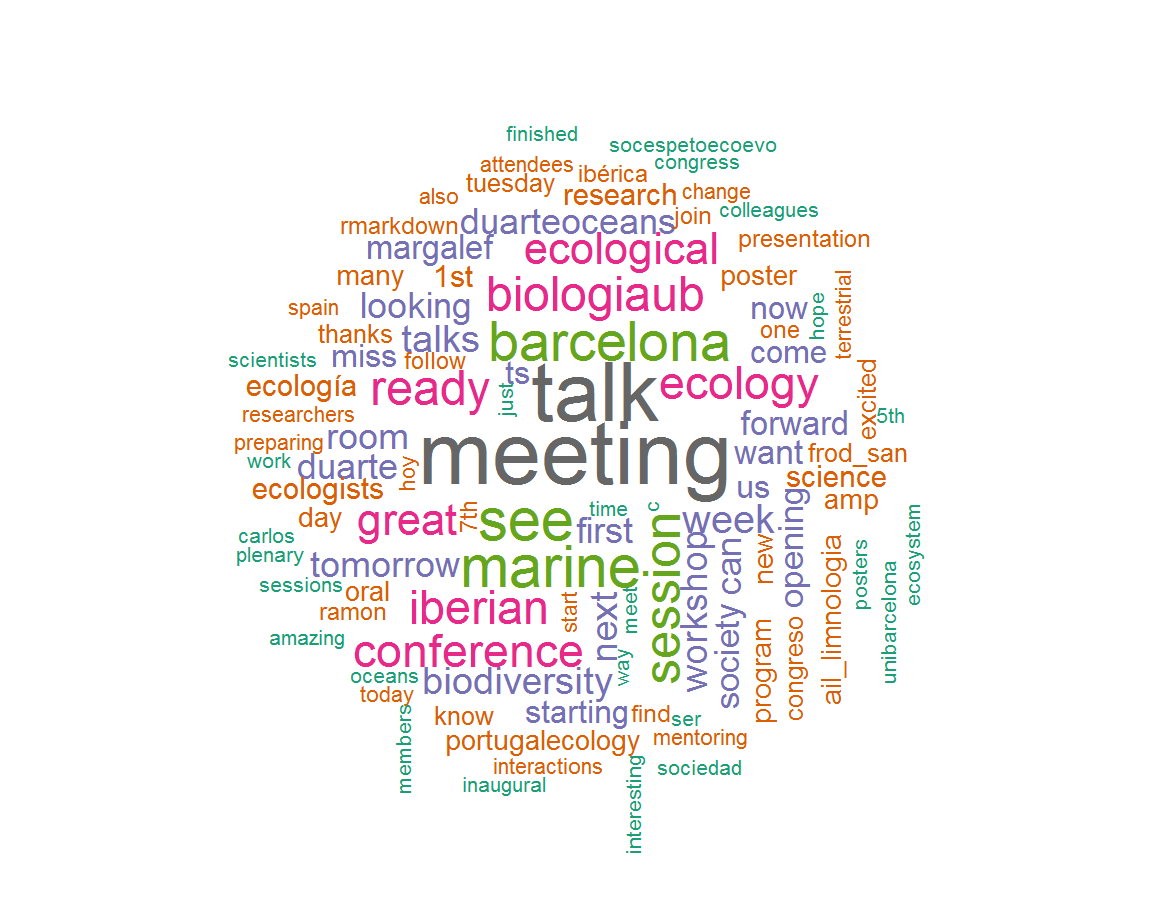 finished
socespetoecoevo
congress
attendees
ibérica
tuesday
research
change
also
colleagues
join
rmarkdown
duarteoceans
presentation
margalef
ecological
many
1st
poster
biologiaub
spain
looking
now
hope
terrestrial
thanks
talks
barcelona
one
come
scientists
miss
follow
ts
talk
ecology
ecología
ready
just
excited
researchers
5th
forward
preparing
room
meeting
want
frod_san
work
duarte
hoy
science
us
ecologists
amp
day
great
7th
see
time
first
c
week
opening
carlos
plenary
tomorrow
marine
session
workshop
society
can
new
ail_limnologia
posters
ecosystem
sessions
oral
ramon
iberian
start
next
meet
program
congreso
unibarcelona
amazing
conference
way
oceans
today
biodiversity
members
know
starting
find
ser
portugalecology
mentoring
interactions
sociedad
inaugural
interesting